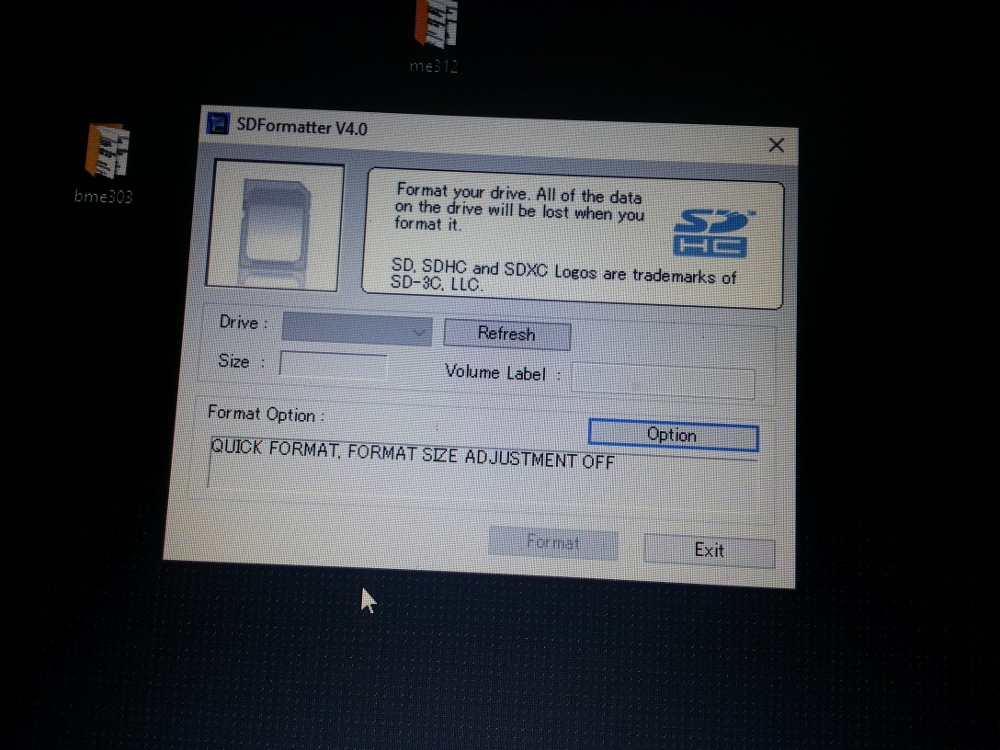 me312
bme303
SDFormatter V4.0
Format your drive. All of the data
on the drive will be lost when you
format it.
SD, SDHC and SDXC Logos are trademarks of
SD-3C, LLC.
SD
HC
Drive :
Refresh
Size :
Volume Label :
Format Option :
Option
QUICK FORMAT, FORMAT SIZE ADJUSTMENT OFF
Format
Exit